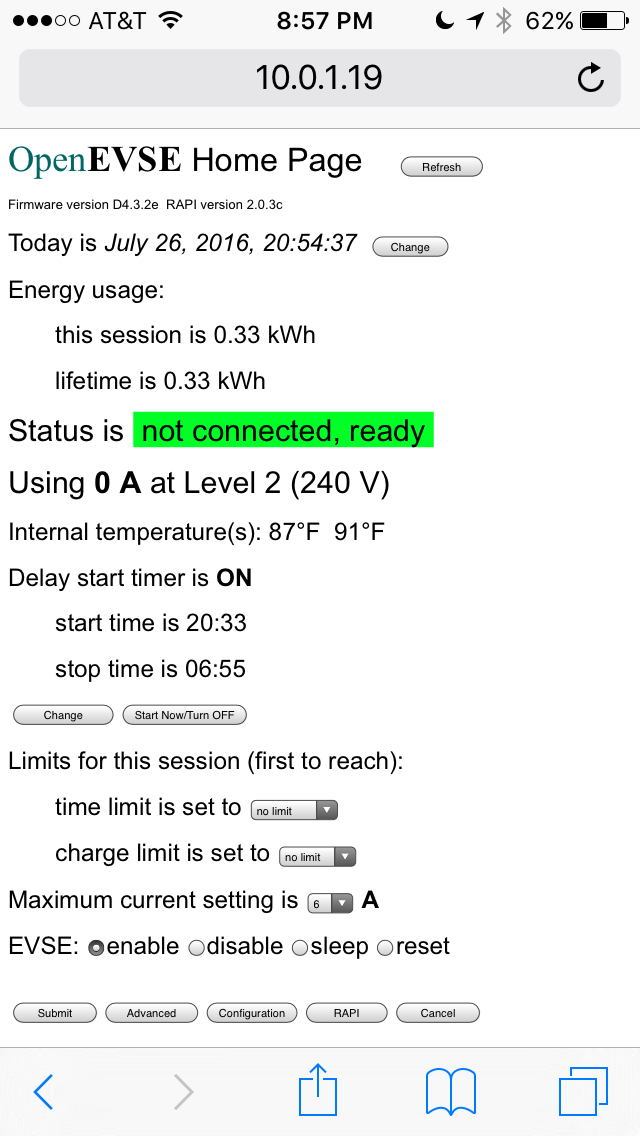 AT&T 8:57 PM 62%
10.0.1.19
OpenEVSE Home Page Refresh
Firmware version D4.3.2e RAPI version 2.0.3c
Today is July 26, 2016, 20:54:37 Change
Energy usage:
this session is 0.33 kWh
lifetime is 0.33 kWh
Status is not connected, ready
Using 0 A at Level 2 (240 V)
Internal temperature(s): 87°F 91°F
Delay start timer is ON
start time is 20:33
stop time is 06:55
Change Start Now/Turn OFF
Limits for this session (first to reach):
time limit is set to no limit
charge limit is set to no limit
Maximum current setting is 6 A
EVSE: enable disable sleep reset
Submit Advanced Configuration RAPI Cancel